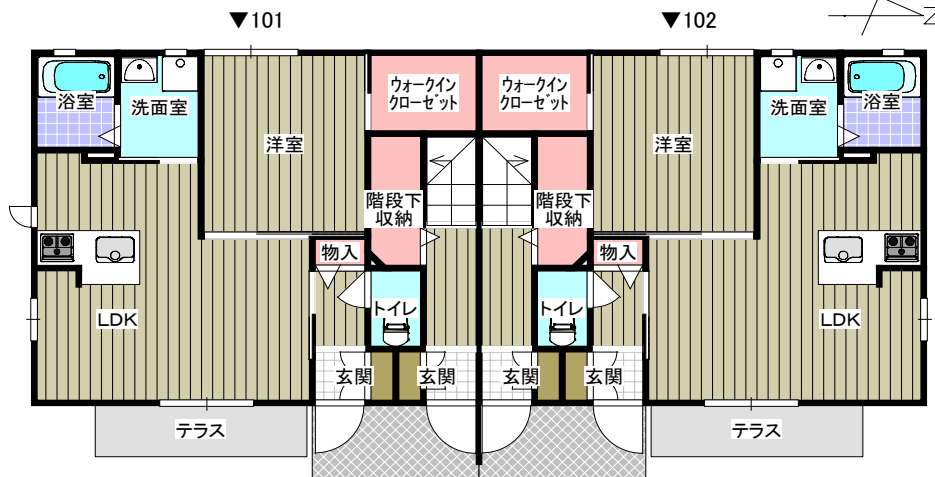 ▼101
▼102
Z
浴室
洗面室
洋室
ウォークイン
クローゼット
ウォークイン
クローゼット
洋室
洗面室
浴室
階段下
収納
階段下
収納
物入
物入
トイレ
トイレ
LDK
LDK
玄関
玄関
玄関
玄関
テラス
テラス